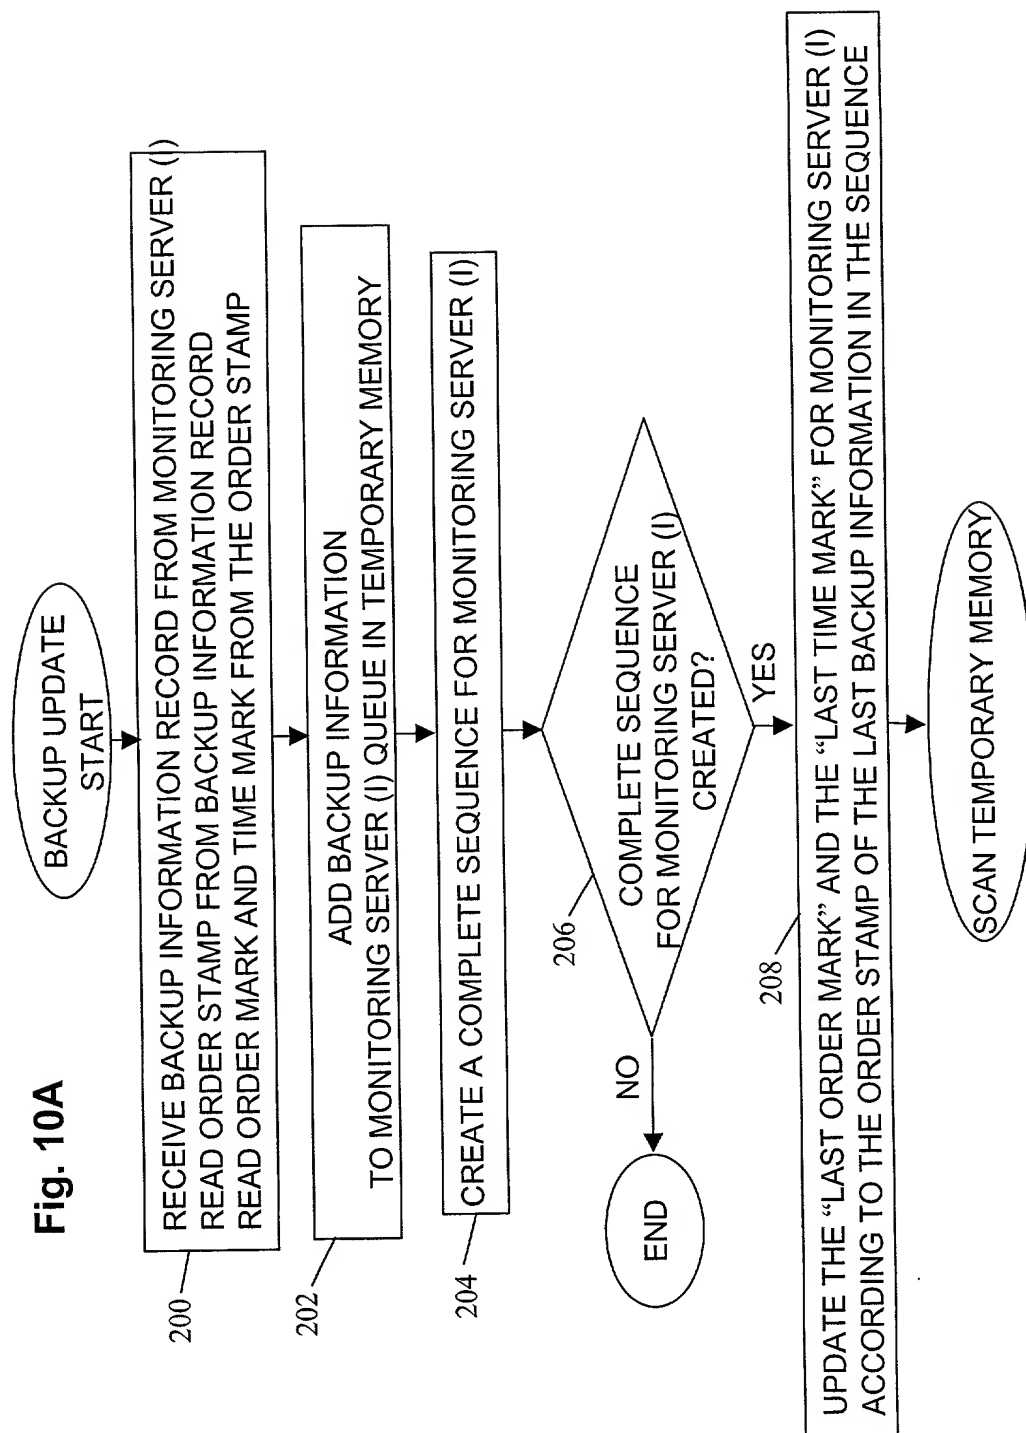 Fig. 10A
BACKUP UPDATE
START
200
RECEIVE BACKUP INFORMATION RECORD FROM MONITORING SERVER (I)
READ ORDER STAMP FROM BACKUP INFORMATION RECORD
READ ORDER MARK AND TIME MARK FROM THE ORDER STAMP
202
ADD BACKUP INFORMATION
TO MONITORING SERVER (I) QUEUE IN TEMPORARY MEMORY
204
CREATE A COMPLETE SEQUENCE FOR MONITORING SERVER (I)
206
COMPLETE SEQUENCE
FOR MONITORING SERVER (I)
CREATED?
NO
END
YES
208
UPDATE THE “LAST ORDER MARK” AND THE “LAST TIME MARK” FOR MONITORING SERVER (I)
ACCORDING TO THE ORDER STAMP OF THE LAST BACKUP INFORMATION IN THE SEQUENCE
SCAN TEMPORARY MEMORY